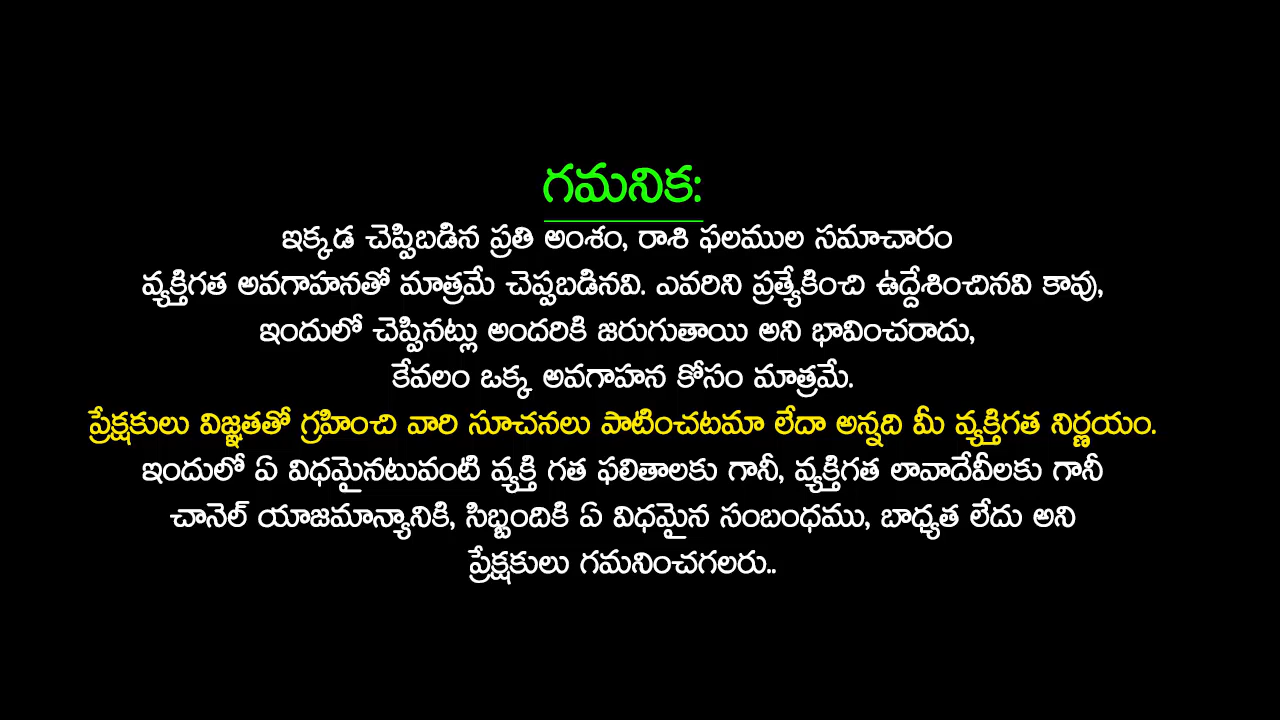 గమనిక:
ఇక్కడ చెప్పిబడిన ప్రతి అంశం, రాశి ఫలముల సమాచారం
వ్యక్తిగత అవగాహనతో మాత్రమే చెప్పబడినవి. ఎవరిని ప్రత్యేకించి ఉద్దేశించినవి కావు,
ఇందులో చెప్పినట్లు అందరికి జరుగుతాయి అని భావించరాదు,
కేవలం ఒక్క అవగాహన కోసం మాత్రమే.
ప్రేక్షకులు విజ్ఞతతో గ్రహించి వారి సూచనలు పాటించటమా లేదా అన్నది మీ వ్యక్తిగత నిర్ణయం.
ఇందులో ఏ విధమైనటువంటి వ్యక్తి గత ఫలితాలకు గానీ, వ్యక్తిగత లావాదేవీలకు గానీ
చానెల్ యాజమాన్యానికి, సిబ్బందికి ఏ విధమైన సంబంధము, బాధ్యత లేదు అని
ప్రేక్షకులు గమనించగలరు..